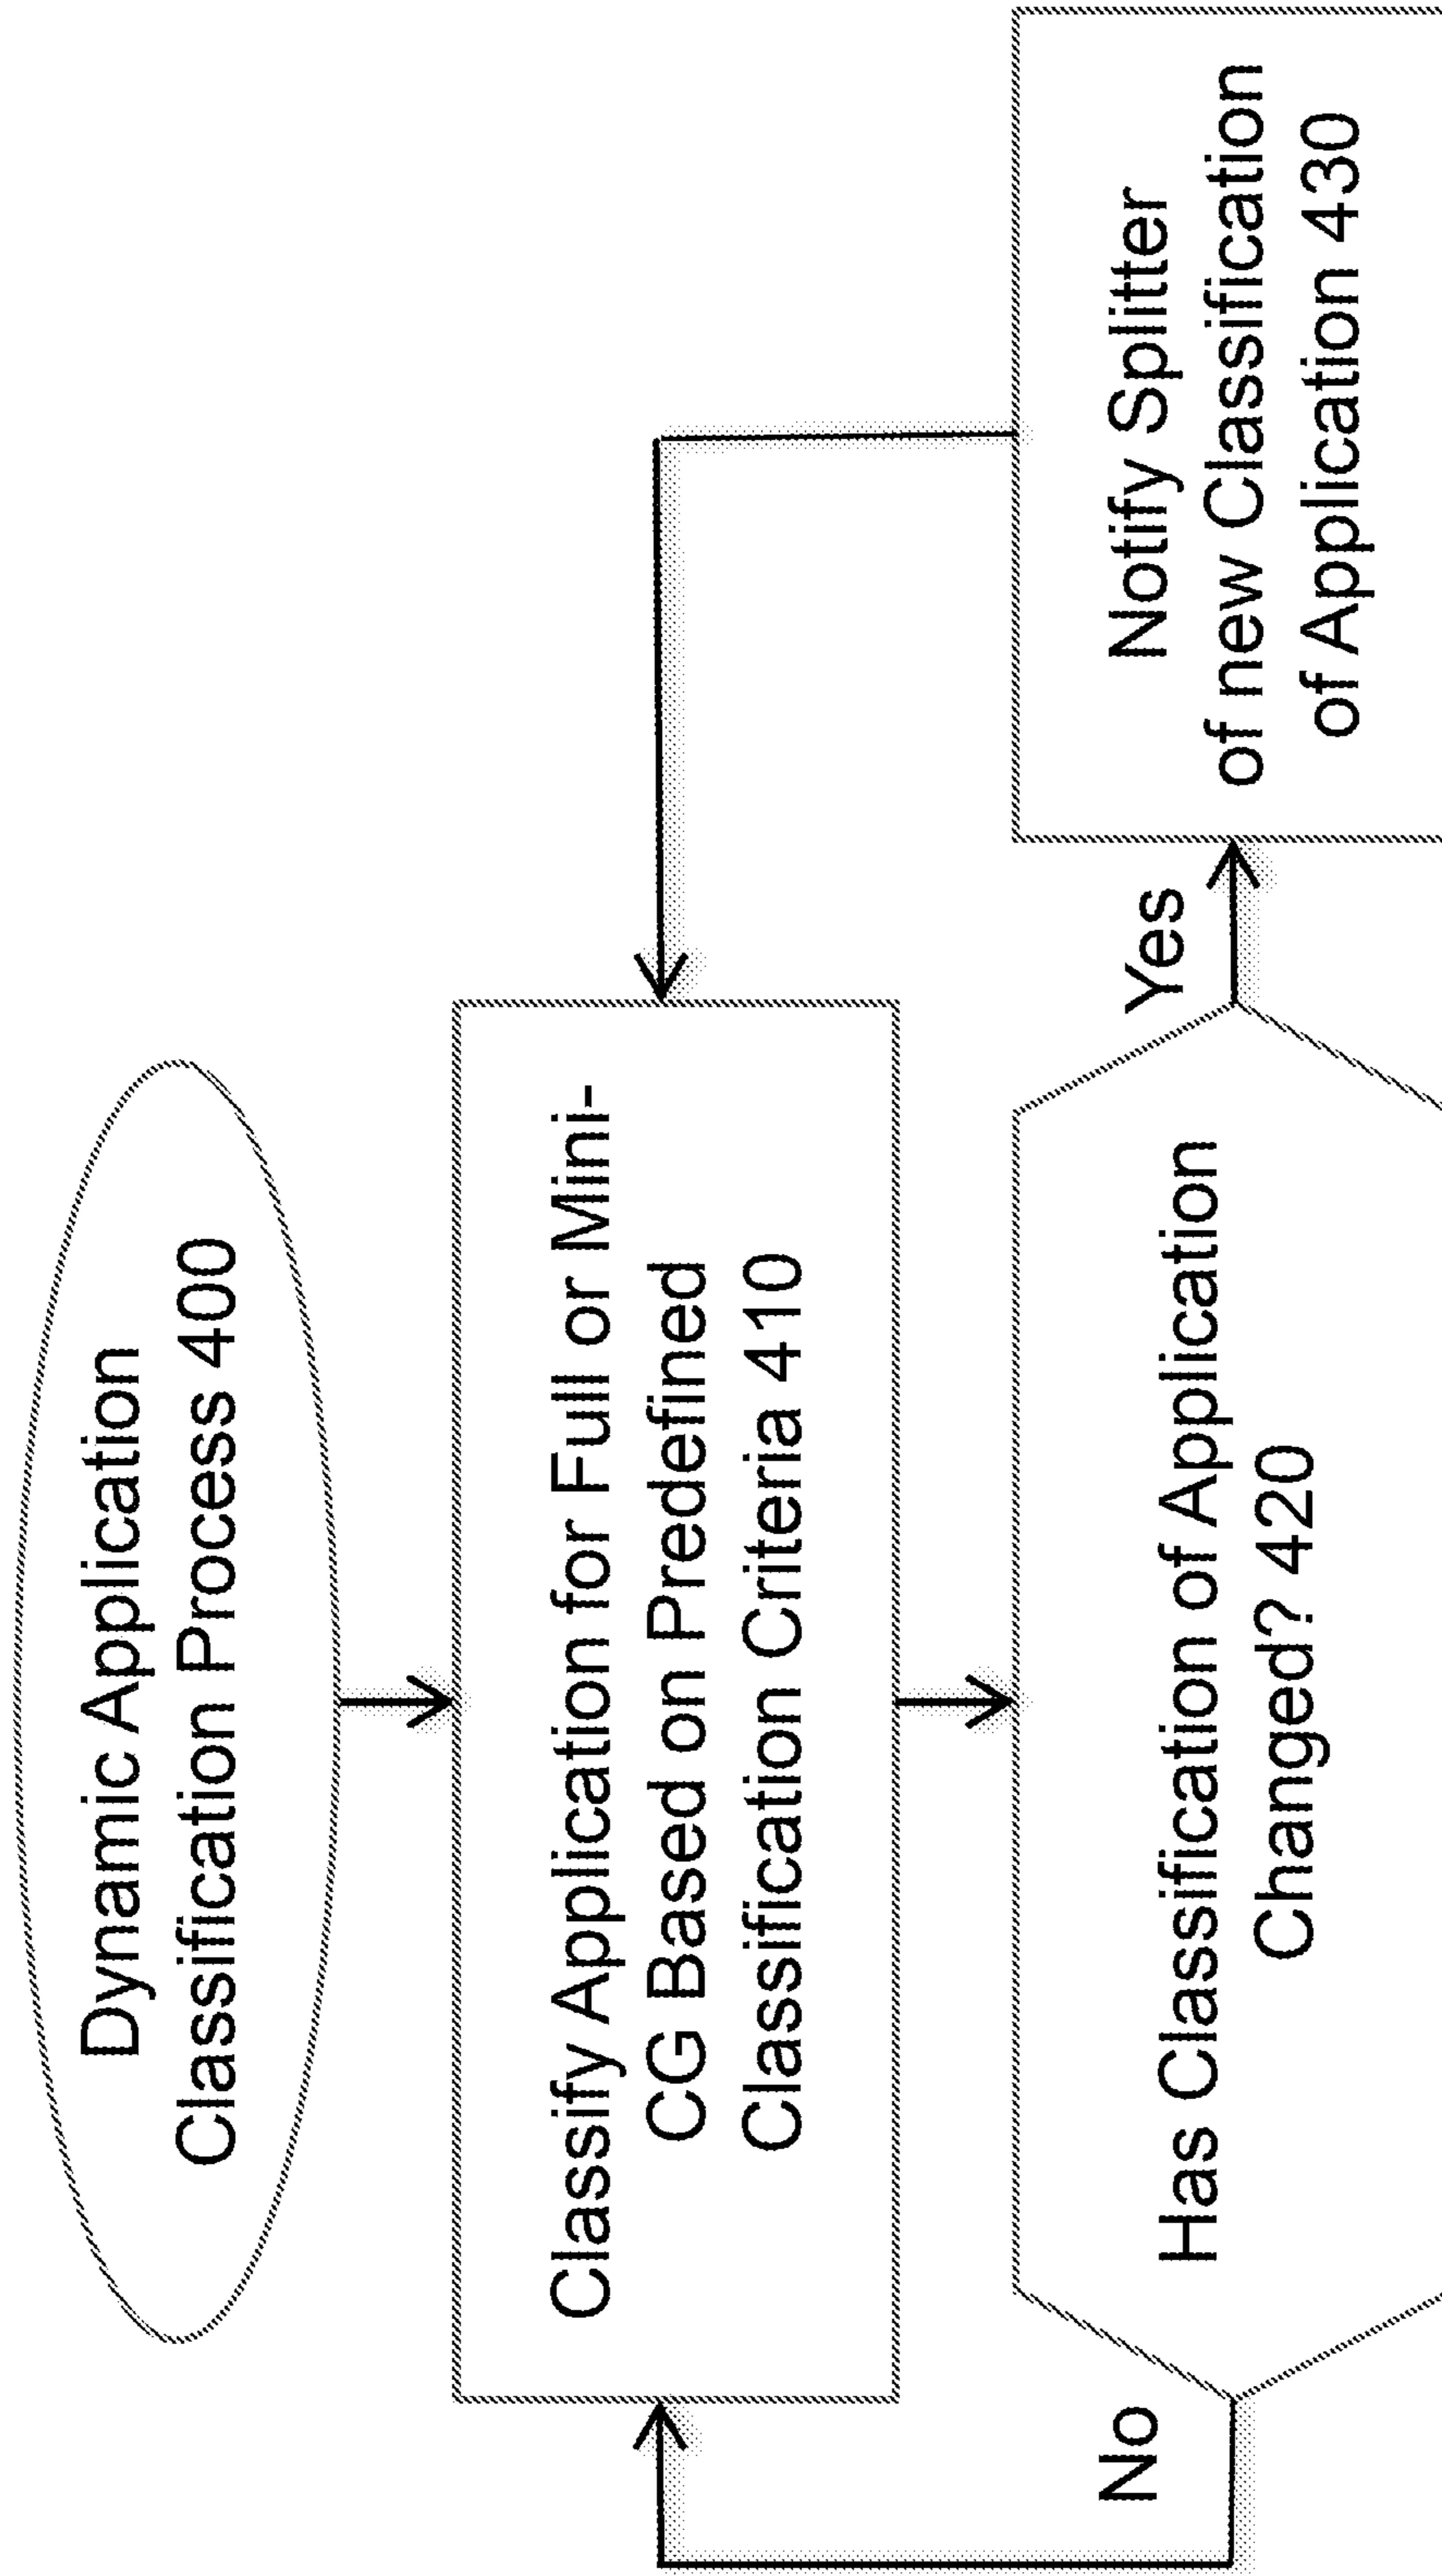 Dynamic Application
Classification Process 400
Classify Application for Full or Mini-
CG Based on Predefined
Classification Criteria 410
Has Classification of Application
Changed? 420
No
Yes
Notify Splitter
of new Classification
of Application 430